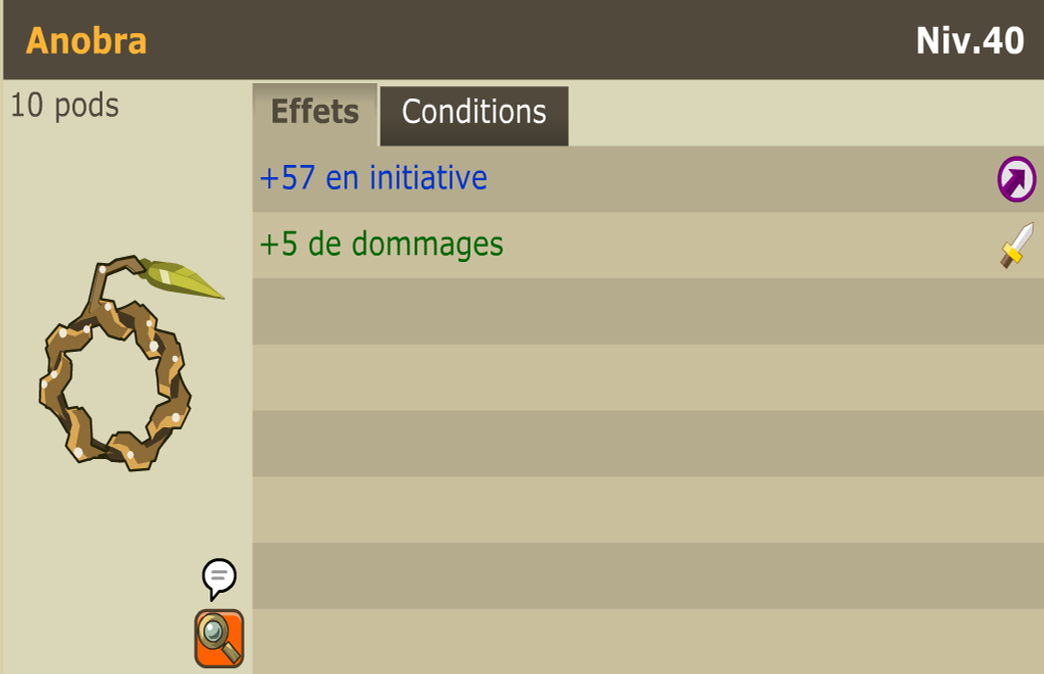 Anobra
Niv.40
10 pods
Effets
Conditions
+57 en initiative
+5 de dommages